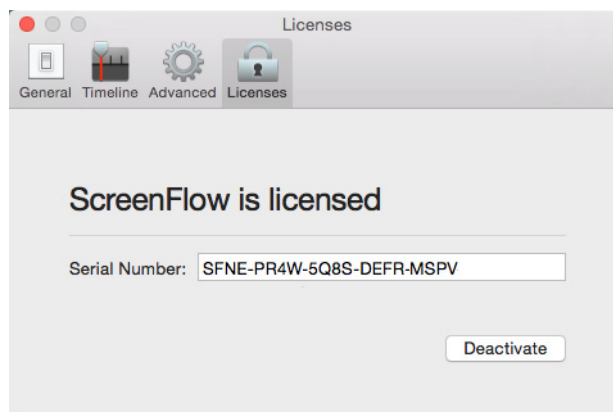 Licenses
General Timeline Advanced Licenses
ScreenFlow is licensed
Serial Number: SFNE-PR4W-5Q8S-DEFR-MSPV
Deactivate